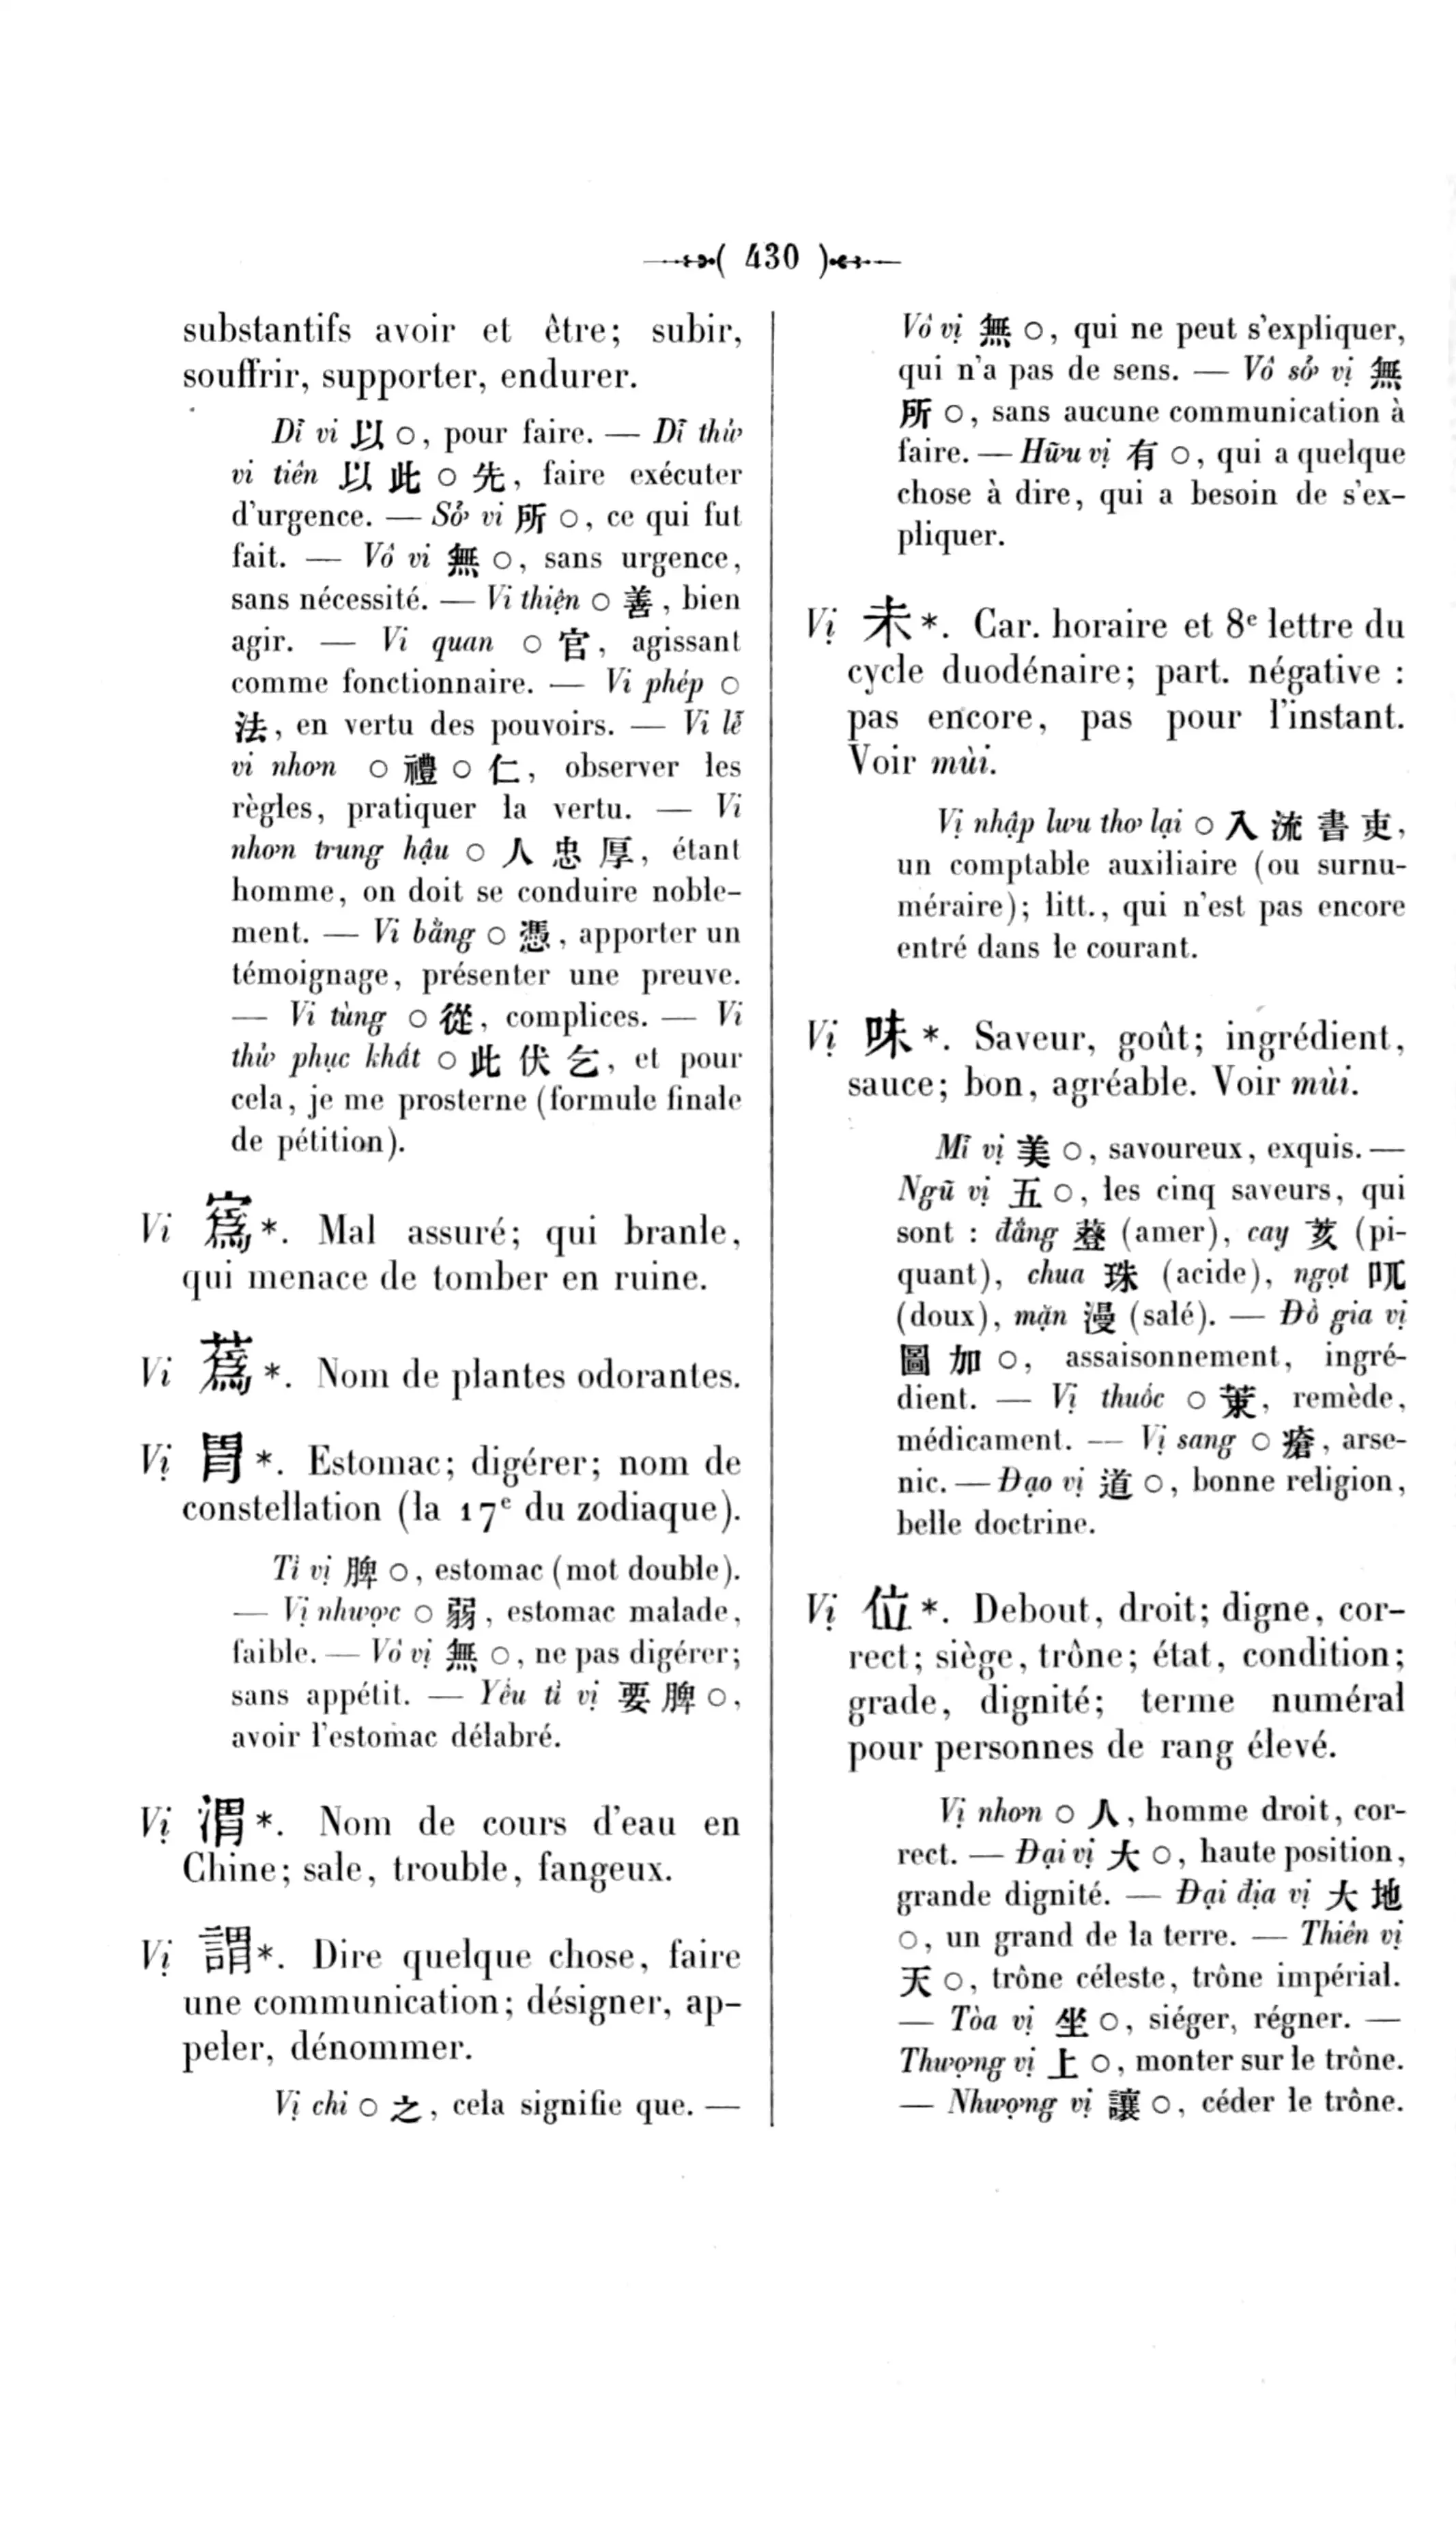 ( 430 )
substantifs avoir et être; subir,
souffrir, supporter, endurer.
Dĩ vi 以 ○, pour faire. — Dĩ thử
vi tiên 以 此 ○ 先, faire exécuter
d'urgence. — Sở vi 所 ○, ce qui fut
fait. — Vô vi 無 ○, sans urgence,
sans nécessité. — Vi thiện ○ 善, bien
agir. — Vi quan ○ 官, agissant
comme fonctionnaire. — Vi phép ○
法, en vertu des pouvoirs. — Vi lễ
vi nhơn ○ 禮 ○ 仁, observer les
règles, pratiquer la vertu. — Vi
nhơn trung hậu ○ 人 忠 厚, étant
homme, on doit se conduire noble-
ment. — Vi bằng ○ 憑, apporter un
témoignage, présenter une preuve.
— Vi tùng ○ 從, complices. — Vi
thử phục khất ○ 此 伏 乞, et pour
cela, je me prosterne (formule finale
de pétition).
Vi *. Mal assuré; qui branle,
qui menace de tomber en ruine.
Vi 蔿 *. Nom de plantes odorantes.
Vị 胃 *. Estomac; digérer; nom de
constellation (la 17e du zodiaque).
Tì vị 脾 ○, estomac (mot double).
— Vị nhược ○ 弱, estomac malade,
faible. — Vô vị 無 ○, ne pas digérer;
sans appétit. — Yếu tì vị 要 脾 ○,
avoir l'estomac délabré.
Vị 渭 *. Nom de cours d'eau en
Chine; sale, trouble, fangeux.
Vị 謂 *. Dire quelque chose, faire
une communication; désigner, ap-
peler, dénommer.
Vị chi ○ 之, cela signifie que. —
Vô vị 無 ○, qui ne peut s'expliquer,
qui n'a pas de sens. — Vô sở vị 無
所 ○, sans aucune communication à
faire. — Hữu vị 有 ○, qui a quelque
chose à dire, qui a besoin de s'ex-
pliquer.
Vị 未 *. Car. horaire et 8e lettre du
cycle duodénaire; part. négative :
pas encore, pas pour l'instant.
Voir mùi.
Vị nhập lưu thơ lại ○ 入 流 書 吏,
un comptable auxiliaire (ou surnu-
méraire); litt., qui n'est pas encore
entré dans le courant.
Vị 味 *. Saveur, goût; ingrédient,
sauce; bon, agréable. Voir mùi.
Mĩ vị 美 ○, savoureux, exquis. —
Ngũ vị 五 ○, les cinq saveurs, qui
sont : đắng (amer), cay (pi-
quant), chua 珠 (acide), ngọt 吪
(doux), mặn 漫 (salé). — Đồ gia vị
圖 加 ○, assaisonnement, ingré-
dient. — Vị thuốc ○, remède,
médicament. — Vị sang ○ 瘡, arse-
nic. — Đạo vị 道 ○, bonne religion,
belle doctrine.
Vị 位 *. Debout, droit; digne, cor-
rect; siège, trône; état, condition;
grade, dignité; terme numéral
pour personnes de rang élevé.
Vị nhơn ○ 人, homme droit, cor-
rect. — Đại vị 大 ○, haute position,
grande dignité. — Đại địa vị 大 地
○, un grand de la terre. — Thiên vị
天 ○, trône céleste, trône impérial.
— Tòa vị 坐 ○, siéger, régner. —
Thượng vị 上 ○, monter sur le trône.
— Nhượng vị 讓 ○, céder le trône.